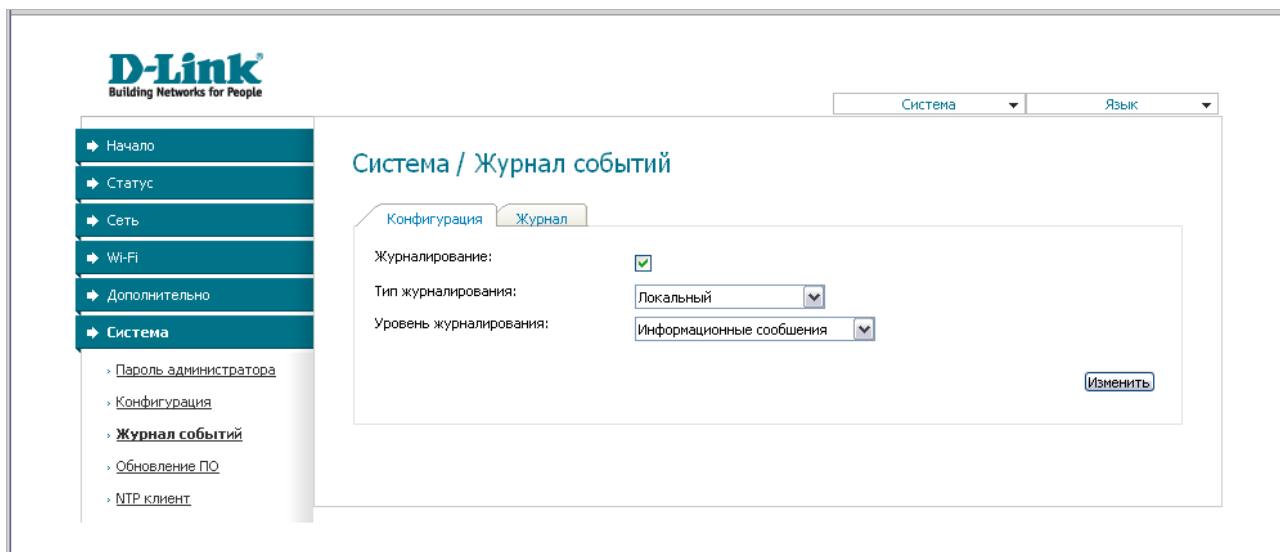 D-Link
Building Networks for People
Система
Язык
Начало
Статус
Сеть
Wi-Fi
Дополнительно
Система
Пароль администратора
Конфигурация
Журнал событий
Обновление ПО
NTP клиент
Система / Журнал событий
Конфигурация
Журнал
Журналирование:
Тип журналирования:
Локальный
Уровень журналирования:
Информационные сообшения
Изменить